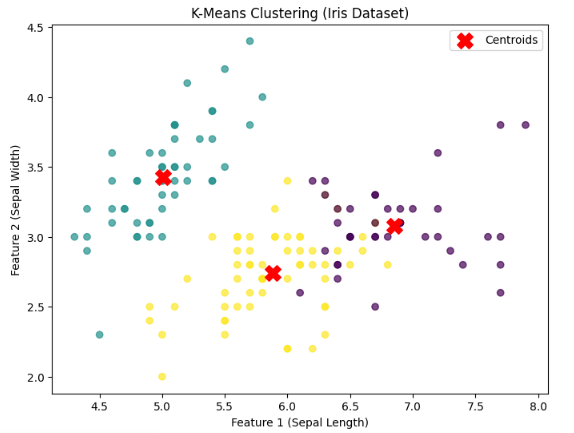 K-Means Clustering (Iris Dataset)
Centroids
Feature 2 (Sepal Width)
4.5
4.0
3.5
3.0
2.5
2.0
4.5 5.0 5.5 6.0 6.5 7.0 7.5 8.0
Feature 1 (Sepal Length)